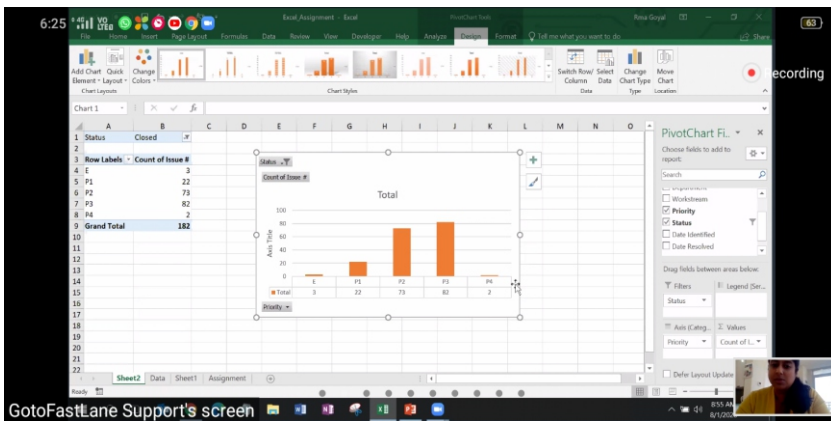 6:25
63
Excel_Assignment - Excel
PivotChart Tools
Rosa Goyal
File Home Insert Page Layout Formulas Data Review View Developer Help Analyze Design Format Tell me what you want to do
Share
Add Chart Element Quick Layout Change Colors
Switch Row/ Column Select Data Change Chart Type Move Chart
Chart Layouts Chart Styles Data Type Location
ecording
Chart 1
A B C D E F G H I J K L M N O
1 Status Closed
2
3 Row Labels Count of Issue #
4 E 3
5 P1 22
6 P2 73
7 P3 82
8 P4 2
9 Grand Total 182
10
11
12
13
14
15
16
17
18
19
20
21
22
Status
Count of Issue #
Total
Axis Title
100
80
60
40
20
0
E P1 P2 P3 P4
Total 3 22 73 82 2
Priority
PivotChart Fi..
Choose fields to add to report:
Search
Workstream
Priority
Status
Date Identified
Date Resolved
Drag fields between areas below:
Filters Legend (Ser...
Status
Axis (Categ... Values
Priority Count of I...
Defer Layout Update
Sheet2 Data Sheet1 Assignment
Ready
GotoFastLane Support's screen
8:55 AM